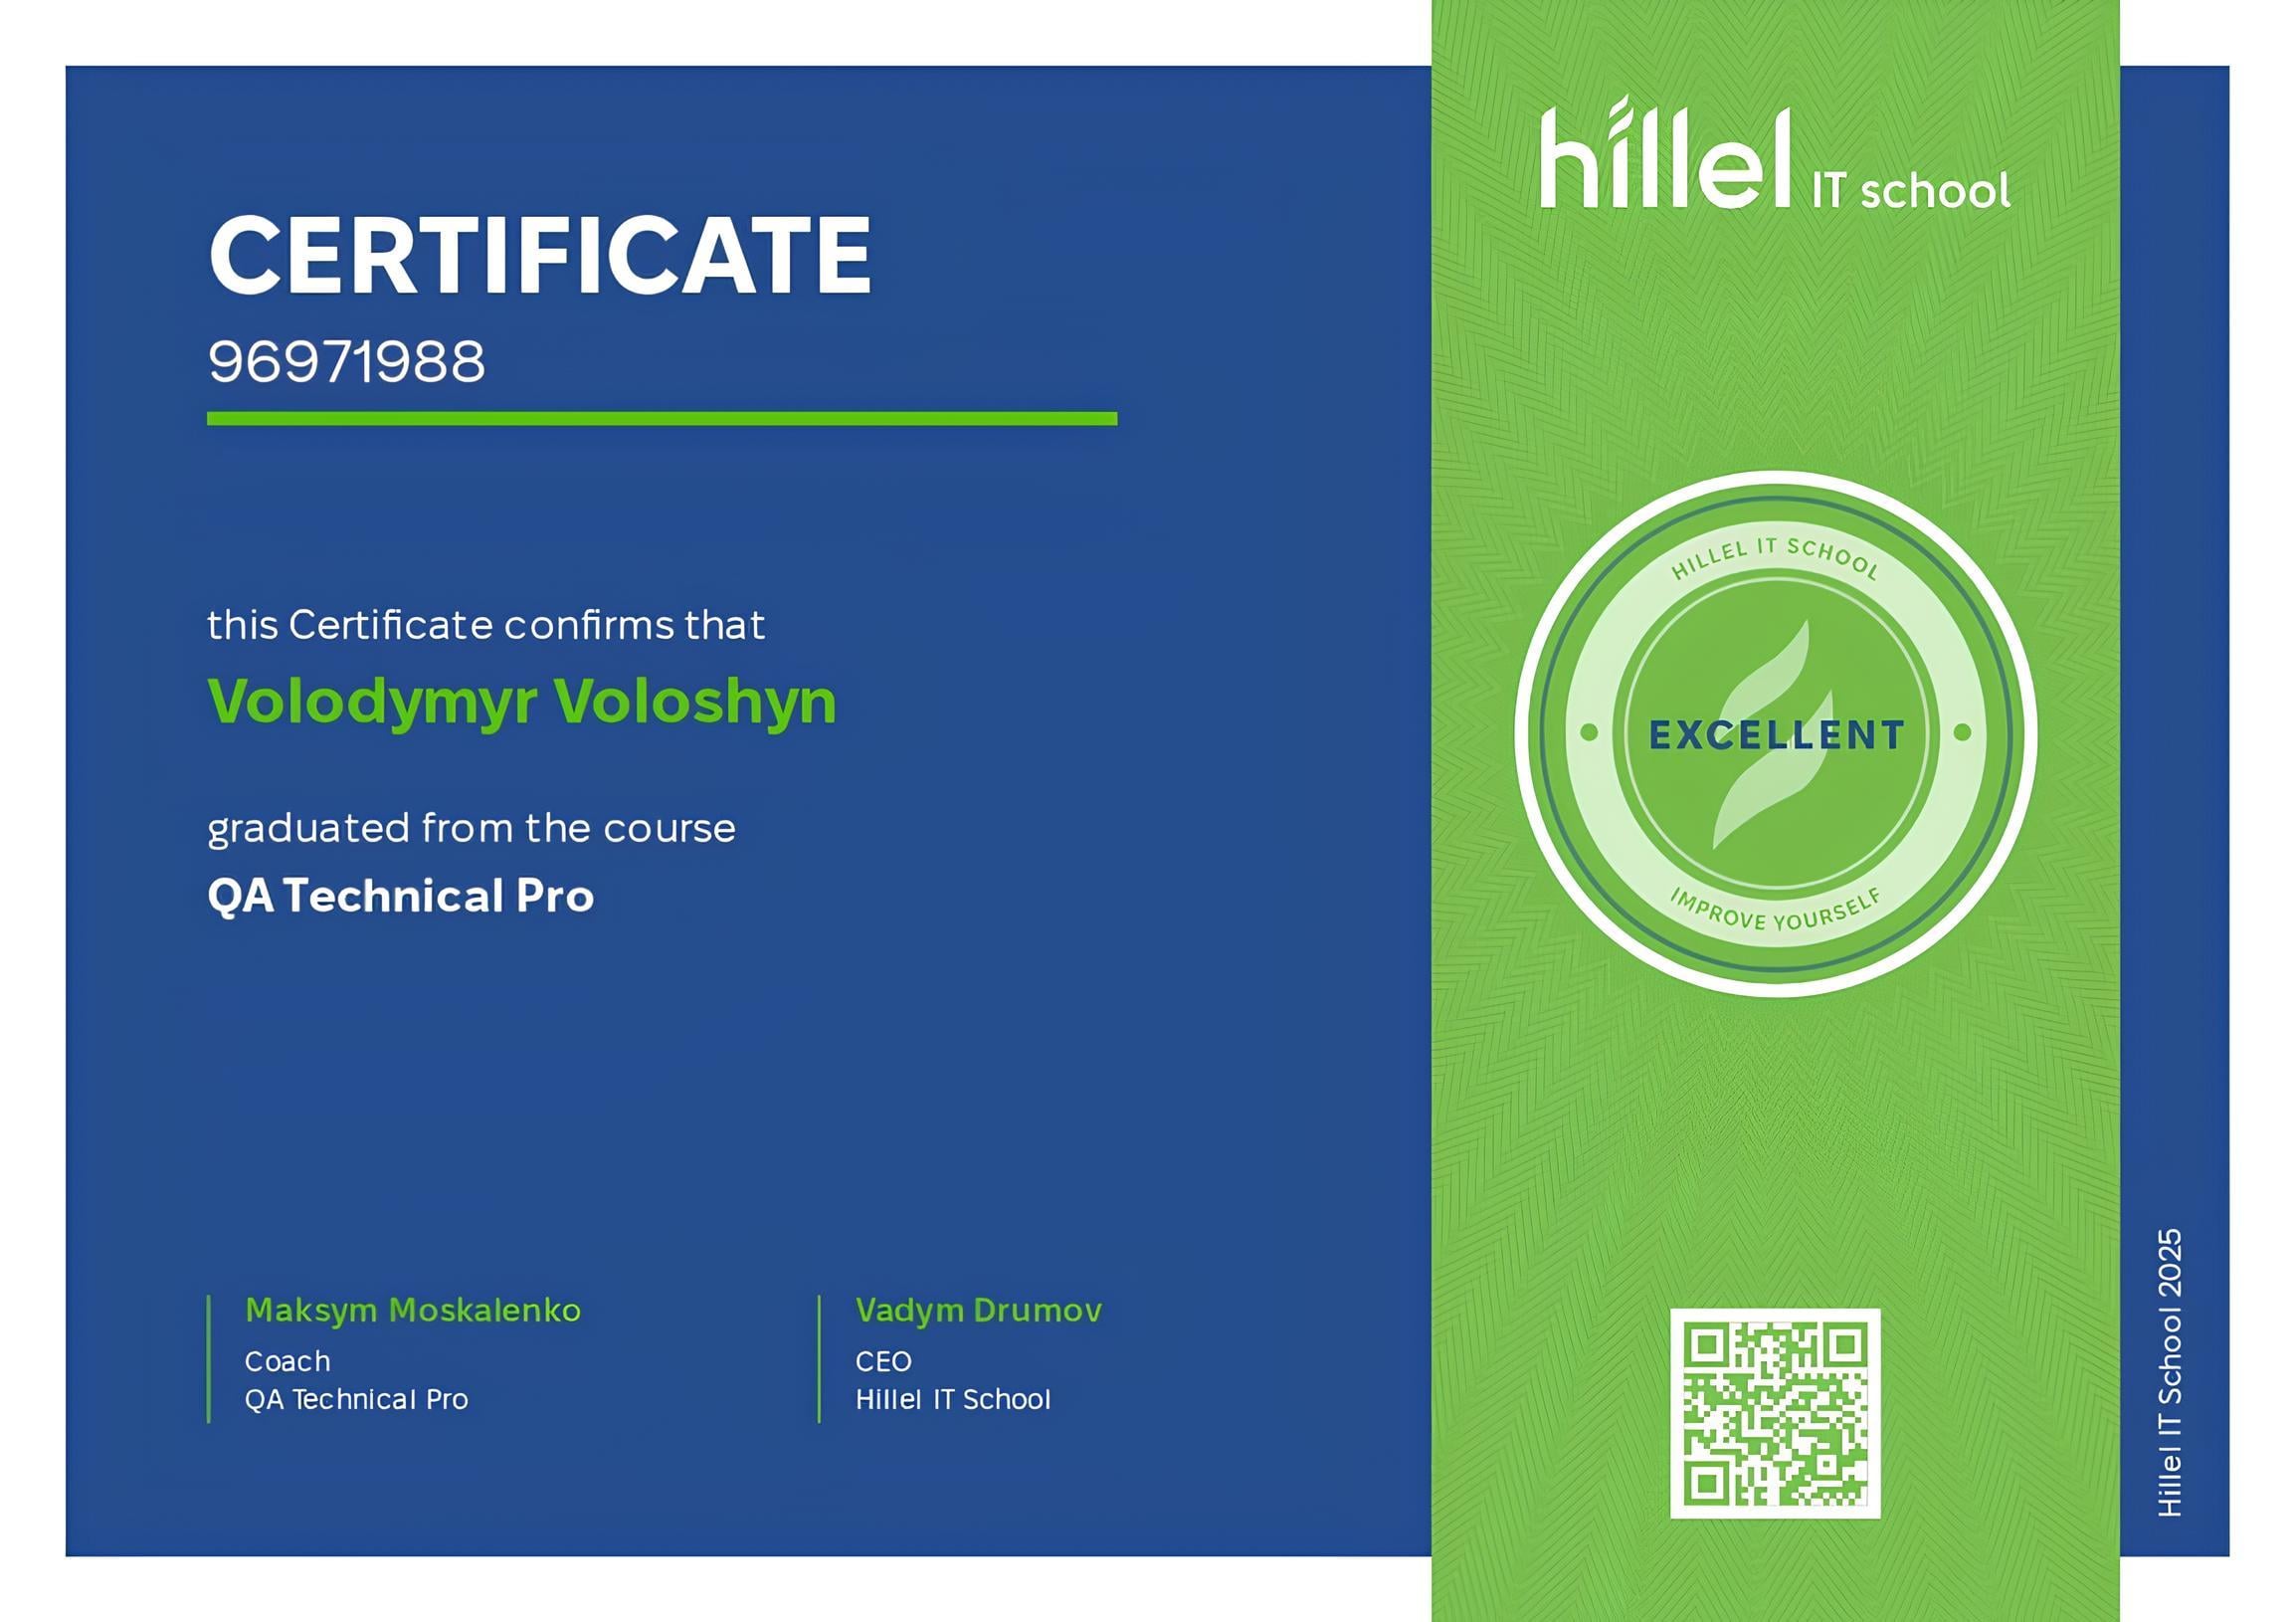 CERTIFICATE
96971988
this Certificate confirms that
Volodymyr Voloshyn
graduated from the course
QA Technical Pro
Maksym Moskalenko
Coach
QA Technical Pro
Vadym Drumov
CEO
Hillel IT School
hillel IT school
HILLEL IT SCHOOL
EXCELLENT
IMPROVE YOURSELF
Hillel IT School 2025